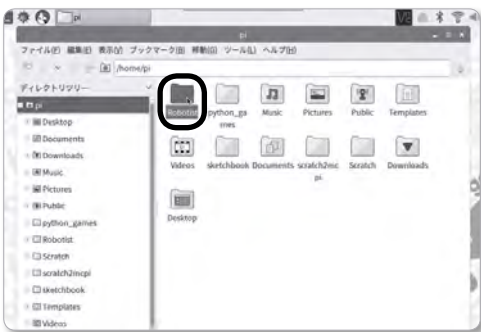 pi
pi
ファイル(F) 編集(E) 表示(V) ブックマーク(B) 移動(G) ツール(L) ヘルプ(H)
/home/pi
ディレクトリツリー
pi
Desktop
Documents
Downloads
Music
Pictures
Public
python_games
Robotist
Scratch
scratch2mcpi
sketchbook
Templates
Videos
Robotist python_ga Music Pictures Public Templates
mes
Videos sketchbook Documents scratch2mc Scratch Downloads
pi
Desktop